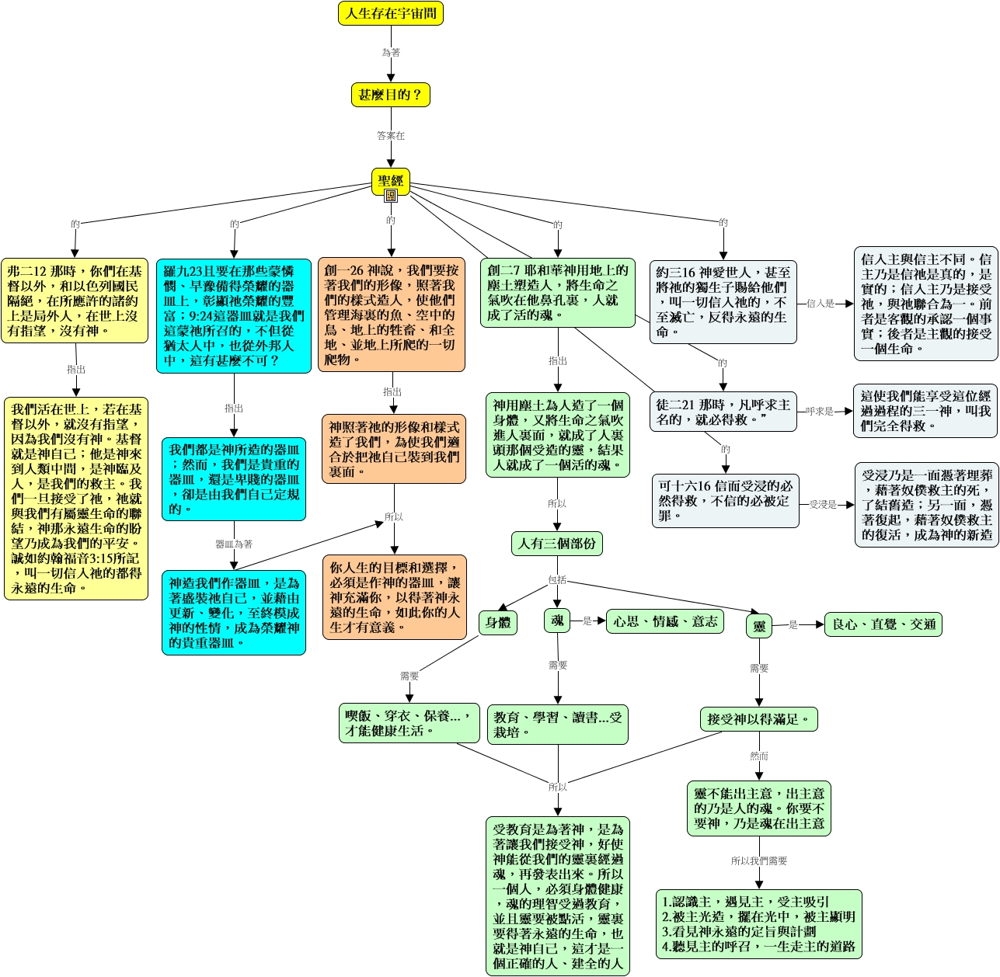 人生存在宇宙間
為著
甚麼目的？
答案在
聖經
的
的
的
的
的
弗二12 那時，你們在基
督以外，和以色列國民
隔絕，在所應許的諸約
上是局外人，在世上沒
有指望，沒有神。
指出
我們活在世上，若在基
督以外，就沒有指望，
因為我們沒有神。基督
就是神自己；他是神來
到人類中間，是神臨及
人，是我們的救主。我
們一旦接受了祂，祂就
與我們有屬靈生命的聯
結，神那永遠生命的盼
望乃成為我們的平安。
誠如約翰福音3:15所記
，叫一切信入祂的都得
永遠的生命。
羅九23且要在那些蒙憐
憫、早豫備得榮耀的器
皿上，彰顯祂榮耀的豐
富；9:24這器皿就是我們
這蒙祂所召的，不但從
猶太人中，也從外邦人
中，這有甚麼不可？
指出
我們都是神所造的器皿
；然而，我們是貴重的
器皿，還是卑賤的器皿
，卻是由我們自己定規
的。
器皿為著
神造我們作器皿，是為
著盛裝祂自己，並藉由
更新、變化，至終模成
神的性情，成為榮耀神
的貴重器皿。
創一26 神說，我們要按
著我們的形像，照著我
們的樣式造人，使他們
管理海裏的魚、空中的
鳥、地上的牲畜、和全
地、並地上所爬的一切
爬物。
指出
神照著祂的形像和樣式
造了我們，為使我們適
合於把祂自己裝到我們
裏面。
所以
你人生的目標和選擇，
必須是作神的器皿，讓
神充滿你，以得著神永
遠的生命，如此你的人
生才有意義。
創二7 耶和華神用地上的
塵土塑造人，將生命之
氣吹在他鼻孔裏，人就
成了活的魂。
指出
神用塵土為人造了一個
身體，又將生命之氣吹
進人裏面，就成了人裏
頭那個受造的靈，結果
人就成了一個活的魂。
所以
人有三個部份
包括
身體
魂
是
心思、情感、意志
靈
是
良心、直覺、交通
需要
需要
需要
喫飯、穿衣、保養...，
才能健康生活。
教育、學習、讀書...受
栽培。
接受神以得滿足。
所以
然而
受教育是為著神，是為
著讓我們接受神，好使
神能從我們的靈裏經過
魂，再發表出來。所以
一個人，必須身體健康
，魂的理智受過教育，
並且靈要被點活，靈裏
要得著永遠的生命，也
就是神自己，這才是一
個正確的人、建全的人
靈不能出主意，出主意
的乃是人的魂。你要不
要神，乃是魂在出主意
所以我們需要
1.認識主，遇見主，受主吸引
2.被主光造，擺在光中，被主顯明
3.看見神永遠的定旨與計劃
4.聽見主的呼召，一生走主的道路
約三16 神愛世人，甚至
將祂的獨生子賜給他們
，叫一切信入祂的，不
至滅亡，反得永遠的生
命。
信入是
信入主與信主不同。信
主乃是信祂是真的，是
實的；信入主乃是接受
祂，與祂聯合為一。前
者是客觀的承認一個事
實；後者是主觀的接受
一個生命。
的
徒二21 那時，凡呼求主
名的，就必得救。”
呼求是
這使我們能享受這位經
過過程的三一神，叫我
們完全得救。
的
可十六16 信而受浸的必
然得救，不信的必被定
罪。
受浸是
受浸乃是一面憑著埋葬
，藉著奴僕救主的死，
了結舊造；另一面，憑
著復起，藉著奴僕救主
的復活，成為神的新造